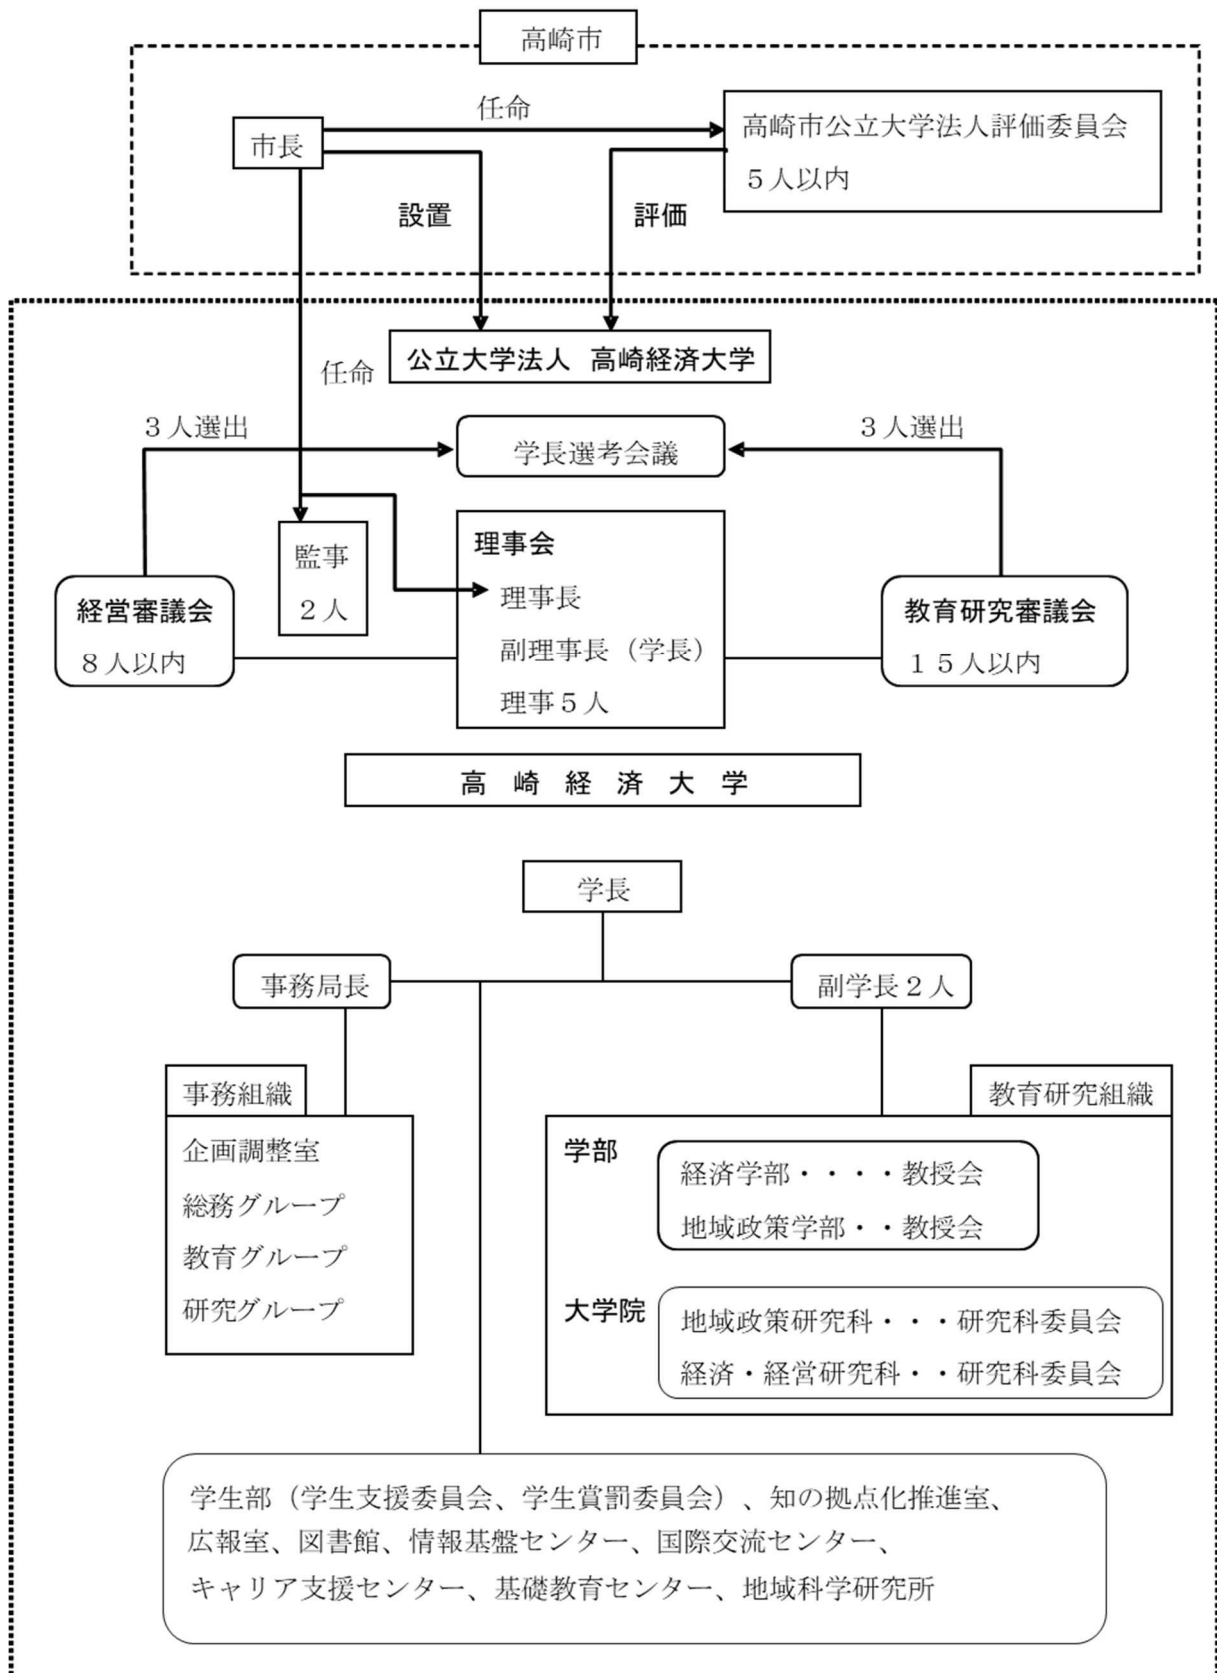 高崎市
任命
市長
高崎市公立大学法人評価委員会
５人以内
設置
評価
公立大学法人 高崎経済大学
任命
３人選出
３人選出
学長選考会議
監事
２人
理事会
理事長
副理事長（学長）
理事５人
経営審議会
８人以内
教育研究審議会
１５人以内
高 崎 経 済 大 学
学長
事務局長
副学長２人
事務組織
企画調整室
総務グループ
教育グループ
研究グループ
教育研究組織
学部
経済学部・・・・教授会
地域政策学部・・教授会
大学院
地域政策研究科・・・研究科委員会
経済・経営研究科・・研究科委員会
学生部（学生支援委員会、学生賞罰委員会）、知の拠点化推進室、
広報室、図書館、情報基盤センター、国際交流センター、
キャリア支援センター、基礎教育センター、地域科学研究所